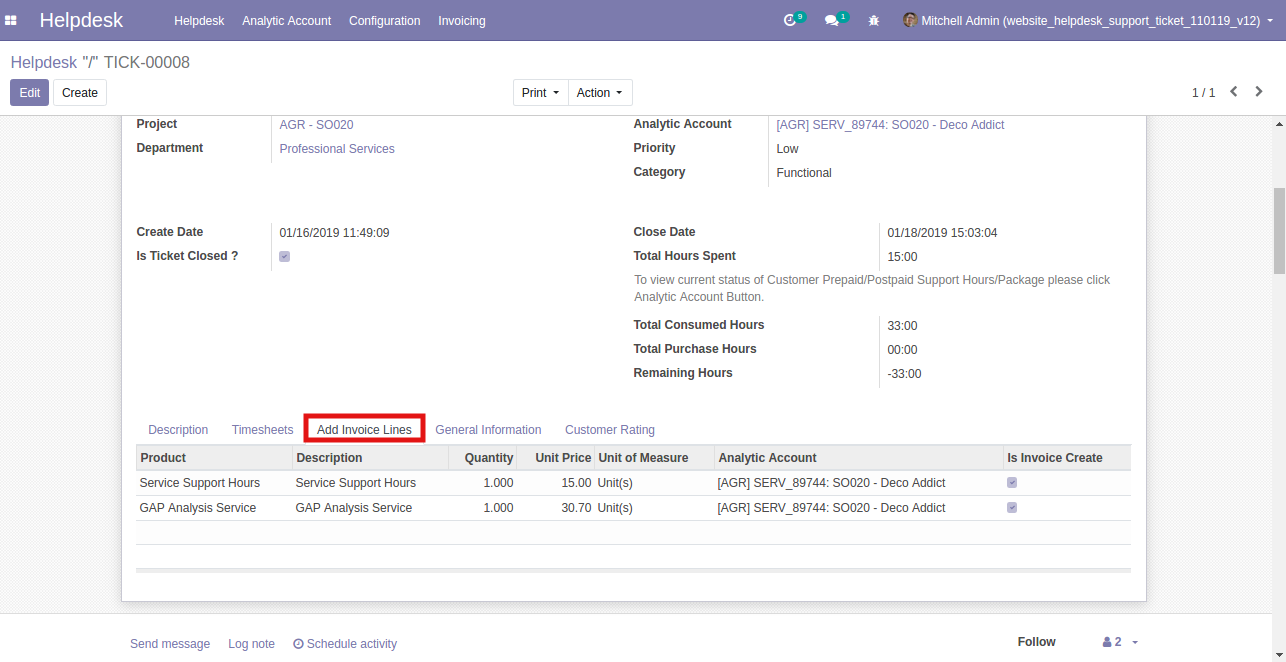 Helpdesk Helpdesk Analytic Account Configuration Invoicing 9 1 Mitchell Admin (website_helpdesk_support_ticket_110119_v12)
Helpdesk "/" TICK-00008
Edit Create Print Action 1 / 1
Project AGR - SO020 Analytic Account [AGR] SERV_89744: SO020 - Deco Addict
Department Professional Services Priority Low
Category Functional
Create Date 01/16/2019 11:49:09 Close Date 01/18/2019 15:03:04
Is Ticket Closed ? Total Hours Spent 15:00
To view current status of Customer Prepaid/Postpaid Support Hours/Package please click
Analytic Account Button.
Total Consumed Hours 33:00
Total Purchase Hours 00:00
Remaining Hours -33:00
Description Timesheets Add Invoice Lines General Information Customer Rating
Product Description Quantity Unit Price Unit of Measure Analytic Account Is Invoice Create
Service Support Hours Service Support Hours 1.000 15.00 Unit(s) [AGR] SERV_89744: SO020 - Deco Addict
GAP Analysis Service GAP Analysis Service 1.000 30.70 Unit(s) [AGR] SERV_89744: SO020 - Deco Addict
Send message Log note Schedule activity Follow 2